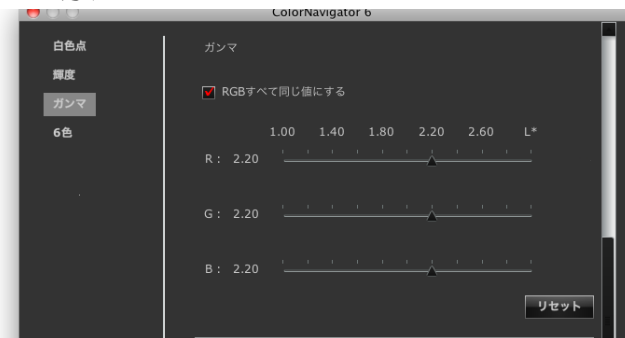 ColorNavigator 6
白色点
輝度
ガンマ
6色
ガンマ
RGBすべて同じ値にする
1.00 1.40 1.80 2.20 2.60 L*
R： 2.20
G： 2.20
B： 2.20
リセット